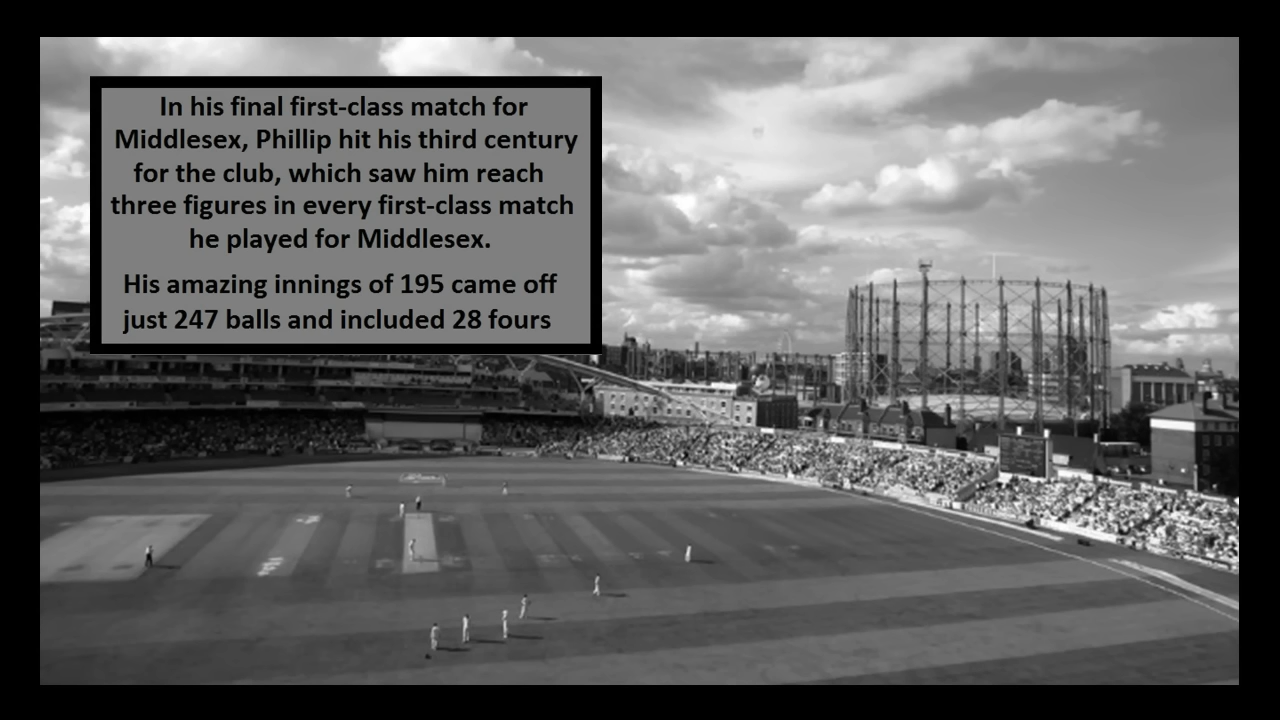 In his final first-class match for
Middlesex, Phillip hit his third century
for the club, which saw him reach
three figures in every first-class match
he played for Middlesex.
His amazing innings of 195 came off
just 247 balls and included 28 fours